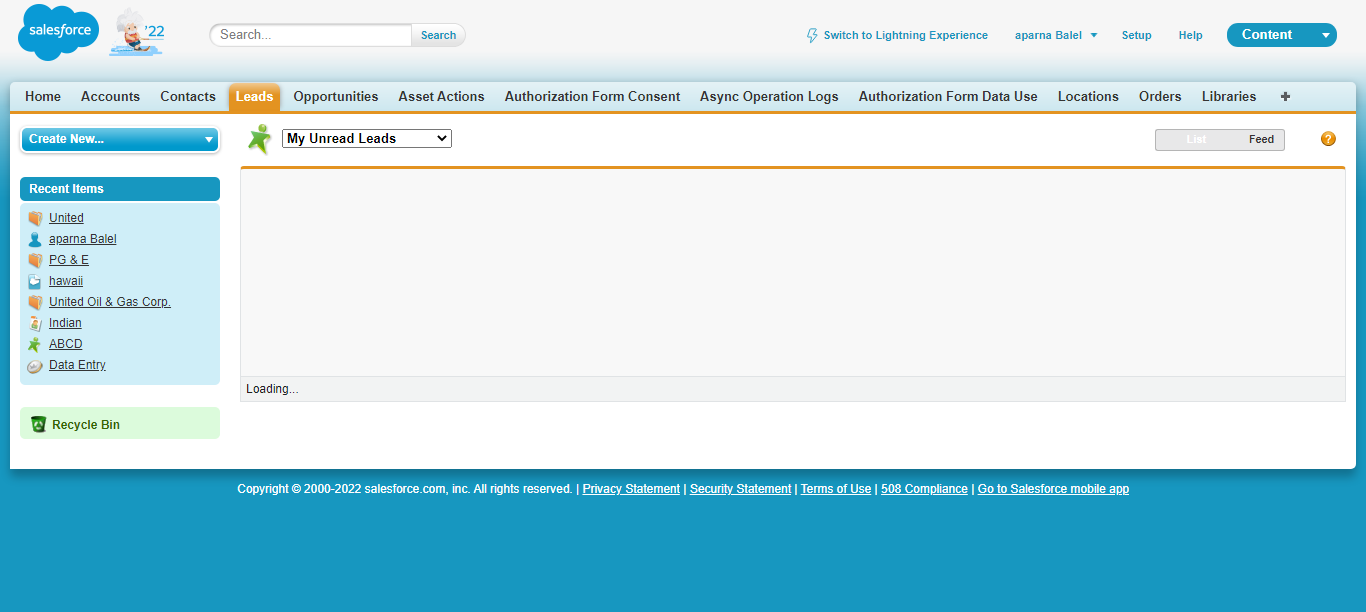 salesforce
'22
Search...
Search
Switch to Lightning Experience
aparna Balel
Setup
Help
Content
Home
Accounts
Contacts
Leads
Opportunities
Asset Actions
Authorization Form Consent
Async Operation Logs
Authorization Form Data Use
Locations
Orders
Libraries
+
Create New...
My Unread Leads
List
Feed
?
Recent Items
United
aparna Balel
PG & E
hawaii
United Oil & Gas Corp.
Indian
ABCD
Data Entry
Loading...
Recycle Bin
Copyright © 2000-2022 salesforce.com, inc. All rights reserved. | Privacy Statement | Security Statement | Terms of Use | 508 Compliance | Go to Salesforce mobile app